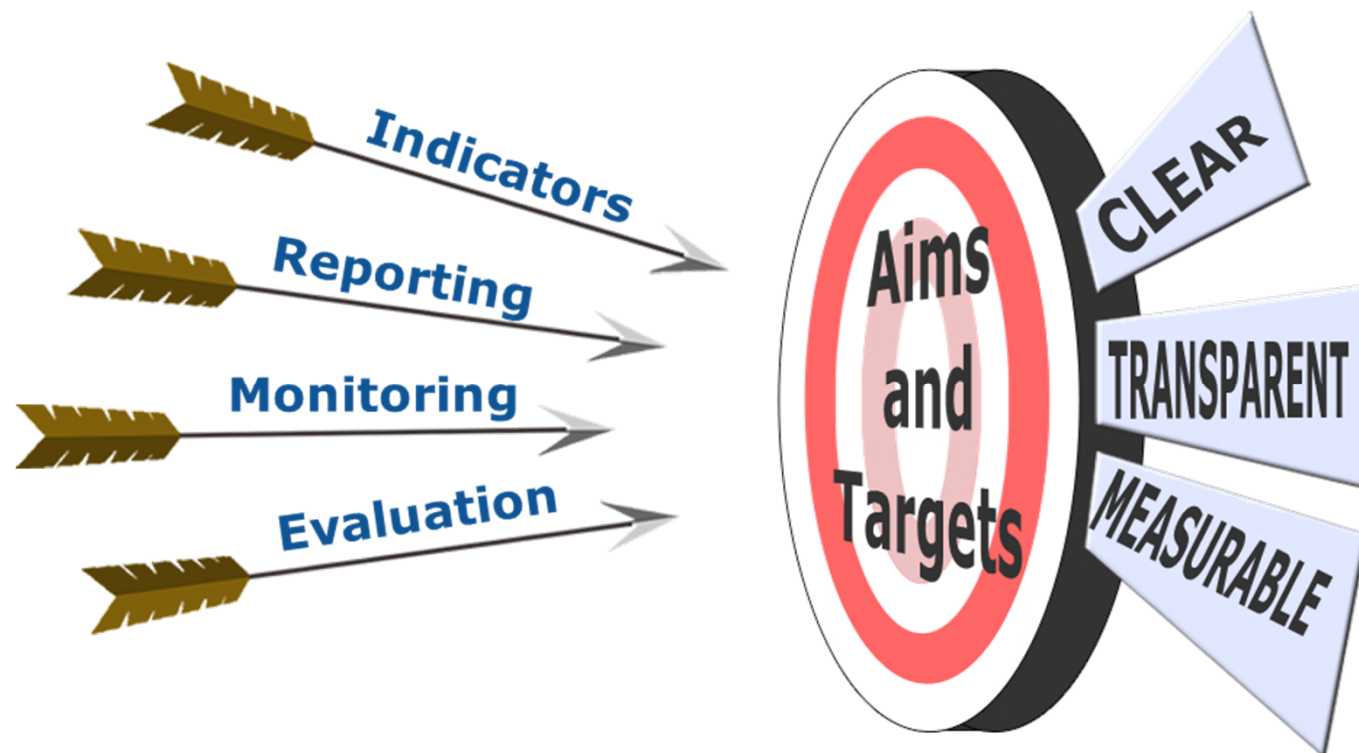 Indicators
Reporting
Monitoring
Evaluation
Aims
and
Targets
CLEAR
TRANSPARENT
MEASURABLE